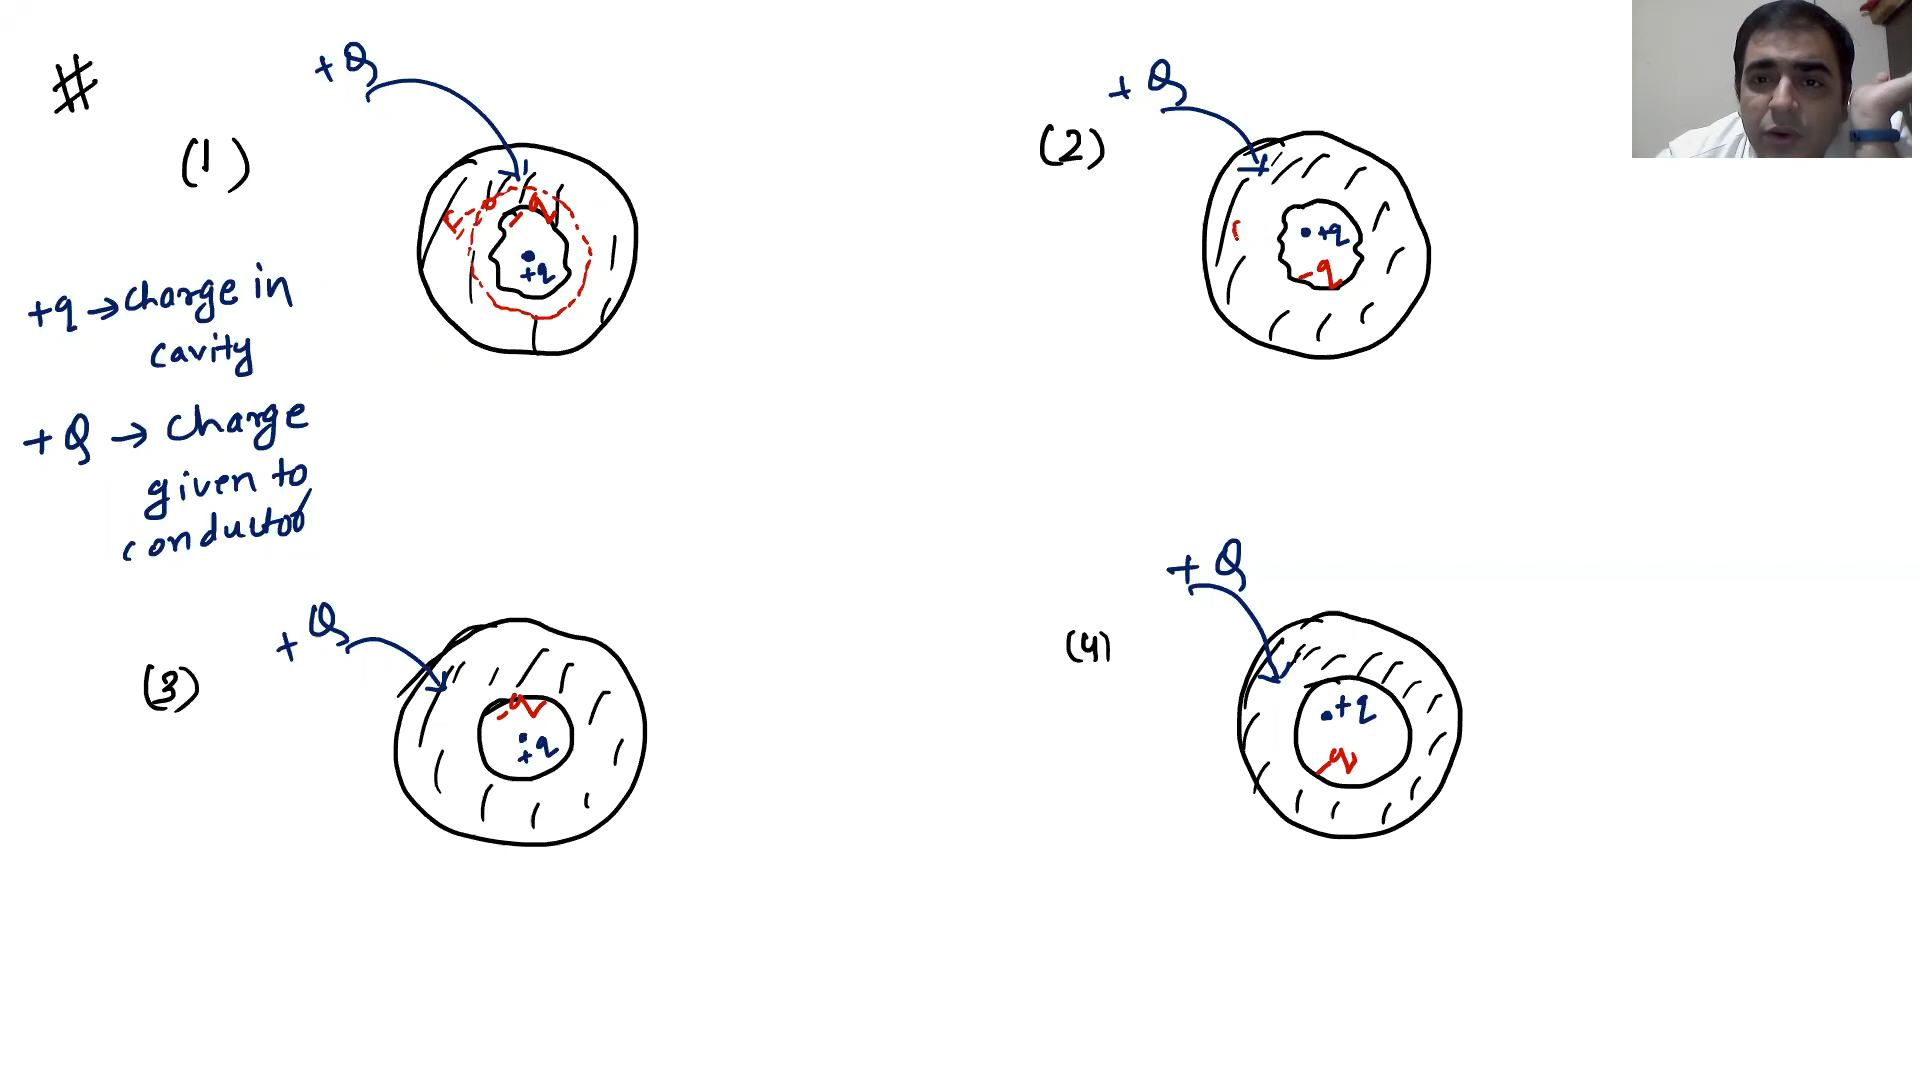 #
+Q
(1)
-q
+q
+Q
(2)
+q
-q
+q → charge in
cavity
+Q → charge
given to
conductor
+Q
(3)
-q
+q
+Q
(4)
+q
-q